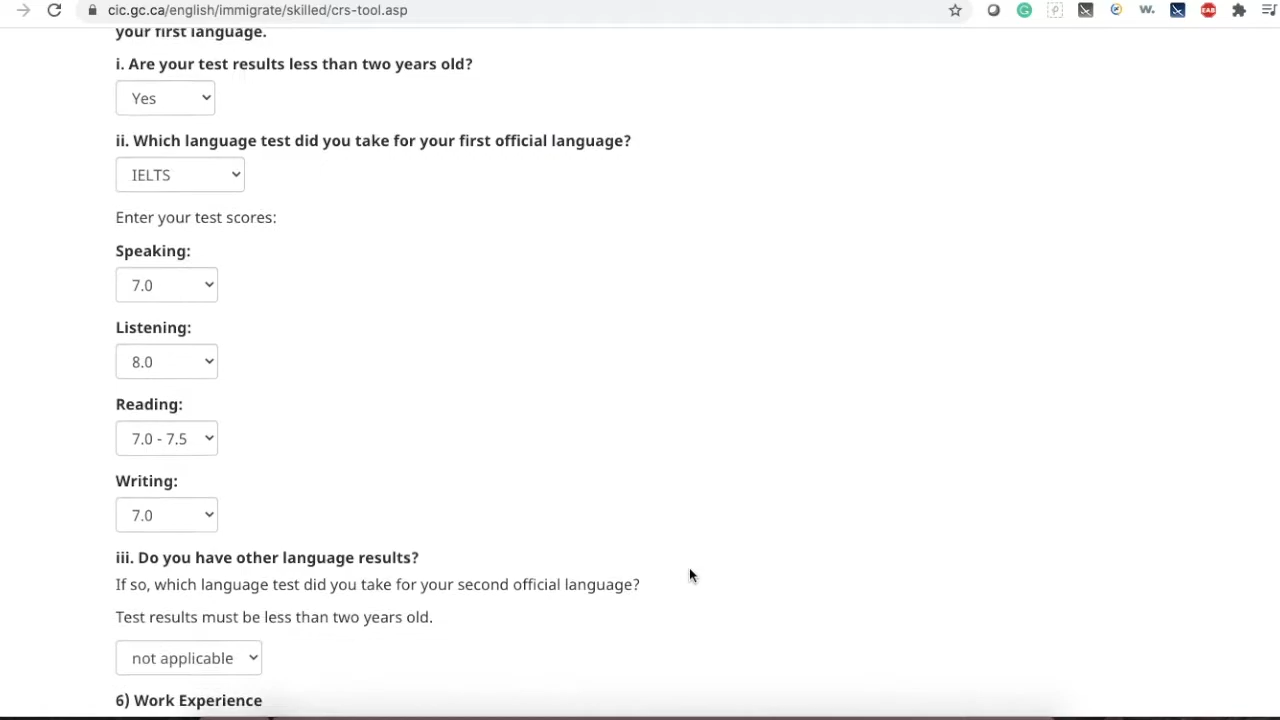 cic.gc.ca/english/immigrate/skilled/crs-tool.asp
w.
EAB
your first language.
i. Are your test results less than two years old?
Yes
ii. Which language test did you take for your first official language?
IELTS
Enter your test scores:
Speaking:
7.0
Listening:
8.0
Reading:
7.0 - 7.5
Writing:
7.0
iii. Do you have other language results?
If so, which language test did you take for your second official language?
Test results must be less than two years old.
not applicable
6) Work Experience